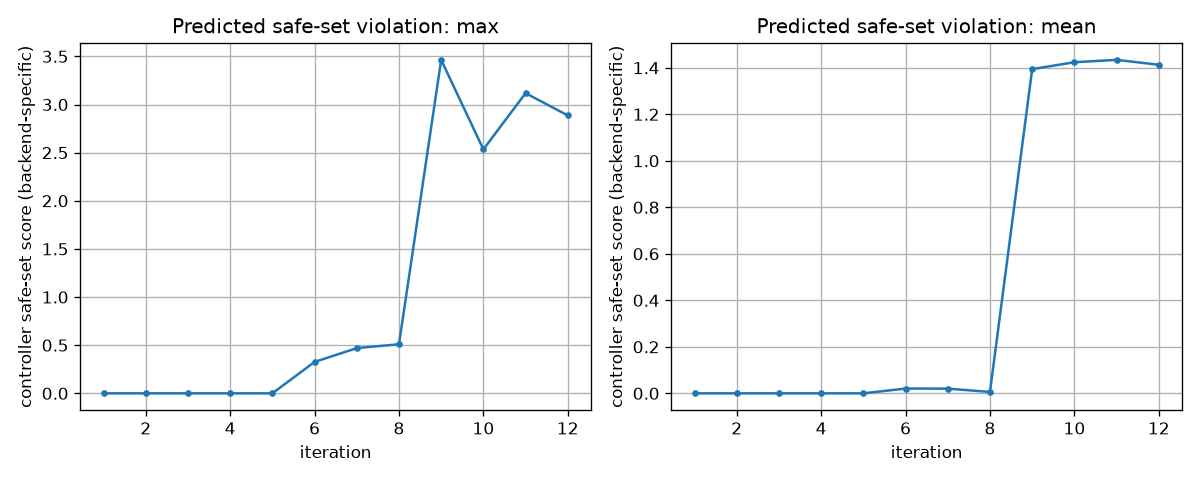 Predicted safe-set violation: max
controller safe-set score (backend-specific)
3.5
3.0
2.5
2.0
1.5
1.0
0.5
0.0
2 4 6 8 10 12
iteration
Predicted safe-set violation: mean
controller safe-set score (backend-specific)
1.4
1.2
1.0
0.8
0.6
0.4
0.2
0.0
2 4 6 8 10 12
iteration